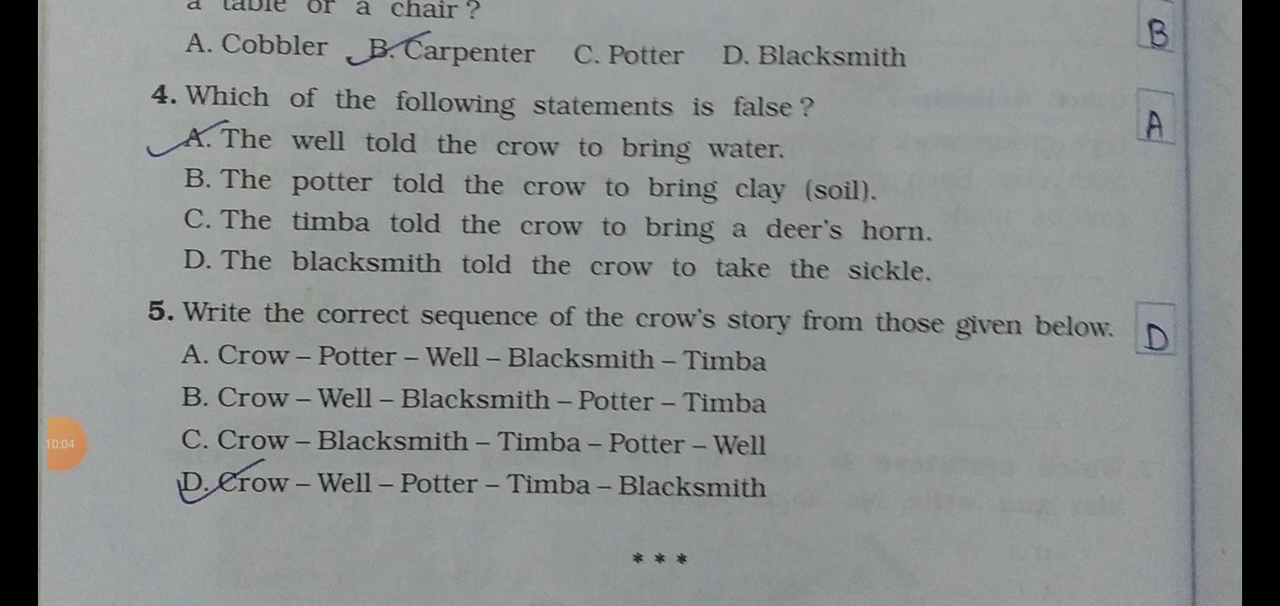 a table or a chair ?
A. Cobbler B. Carpenter C. Potter D. Blacksmith
B
4. Which of the following statements is false ?
A
A. The well told the crow to bring water.
B. The potter told the crow to bring clay (soil).
C. The timba told the crow to bring a deer's horn.
D. The blacksmith told the crow to take the sickle.
5. Write the correct sequence of the crow's story from those given below.
D
A. Crow – Potter – Well – Blacksmith – Timba
B. Crow – Well – Blacksmith – Potter – Timba
C. Crow – Blacksmith – Timba – Potter – Well
10:04
D. Crow – Well – Potter – Timba – Blacksmith
* * *